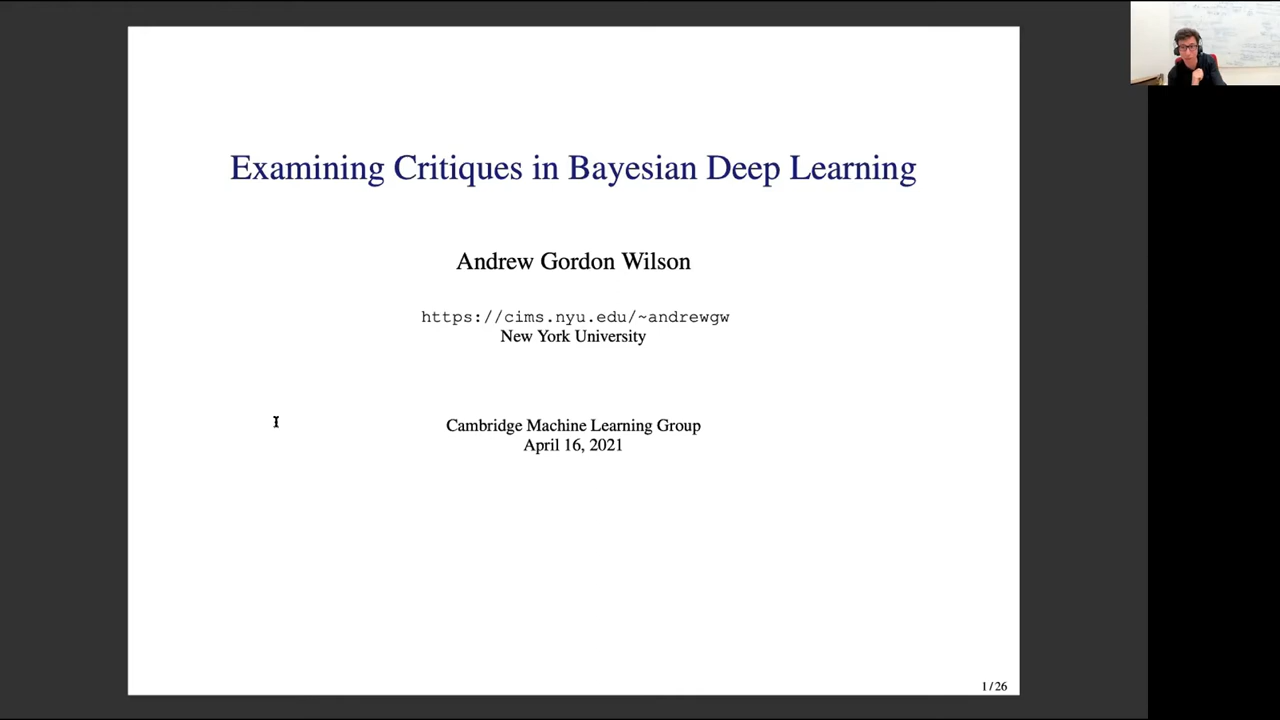 Examining Critiques in Bayesian Deep Learning
Andrew Gordon Wilson
https://cims.nyu.edu/~andrewgw
New York University
Cambridge Machine Learning Group
April 16, 2021
1 / 26